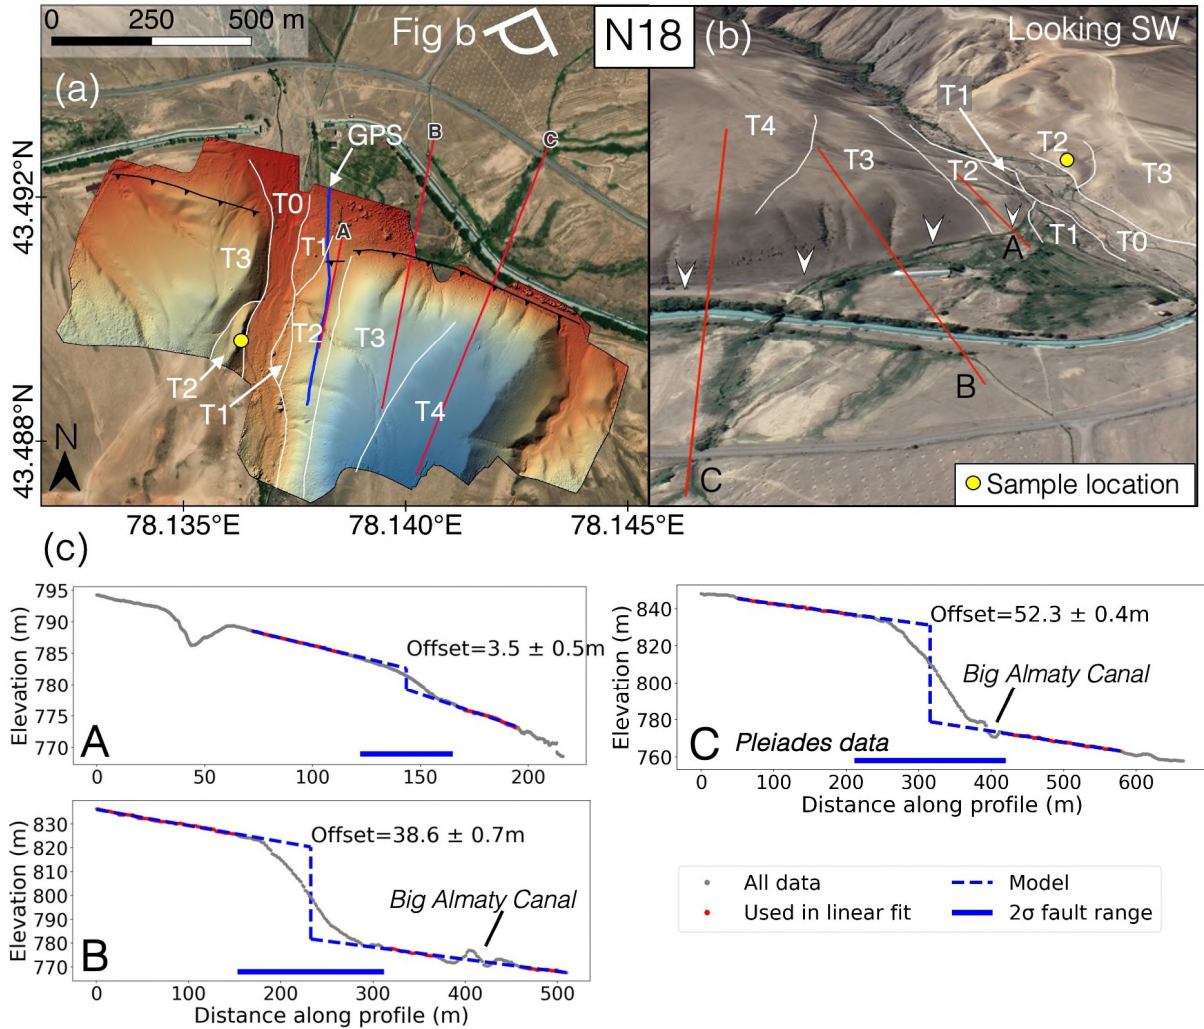 0 250 500 m
Fig b
N18
(a)
GPS
B
C
T0
T3
T1
A
T2
T3
T2
T1
T4
N
43.492°N
43.488°N
78.135°E 78.140°E 78.145°E
(b)
Looking SW
T1
T4
T2
T3
T2
T3
A
T1
T0
B
C
Sample location
(c)
Elevation (m)
795
790
785
780
775
770
Offset=3.5 ± 0.5m
A
0 50 100 150 200
Elevation (m)
830
820
810
800
790
780
770
Offset=38.6 ± 0.7m
Big Almaty Canal
B
0 100 200 300 400 500
Distance along profile (m)
Elevation (m)
840
820
800
780
760
Offset=52.3 ± 0.4m
Big Almaty Canal
C
Pleiades data
0 100 200 300 400 500 600
Distance along profile (m)
All data
Used in linear fit
Model
2σ fault range